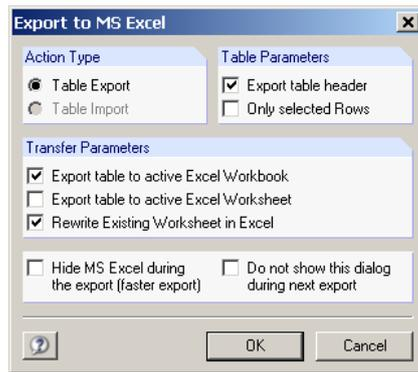 Export to MS Excel
Action Type
Table Export
Table Import
Table Parameters
Export table header
Only selected Rows
Transfer Parameters
Export table to active Excel Workbook
Export table to active Excel Worksheet
Rewrite Existing Worksheet in Excel
Hide MS Excel during
the export (faster export)
Do not show this dialog
during next export
OK
Cancel